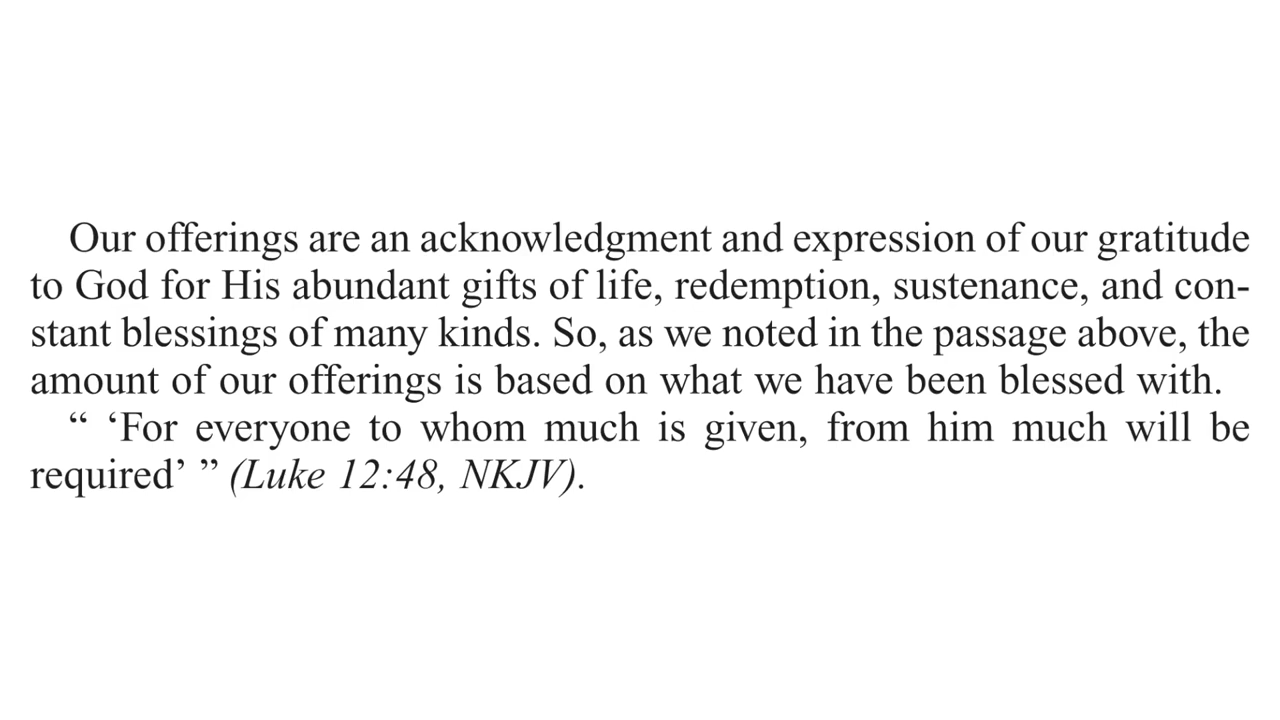 Our offerings are an acknowledgment and expression of our gratitude
to God for His abundant gifts of life, redemption, sustenance, and con-
stant blessings of many kinds. So, as we noted in the passage above, the
amount of our offerings is based on what we have been blessed with.
“ ‘For everyone to whom much is given, from him much will be
required’ ” (Luke 12:48, NKJV).